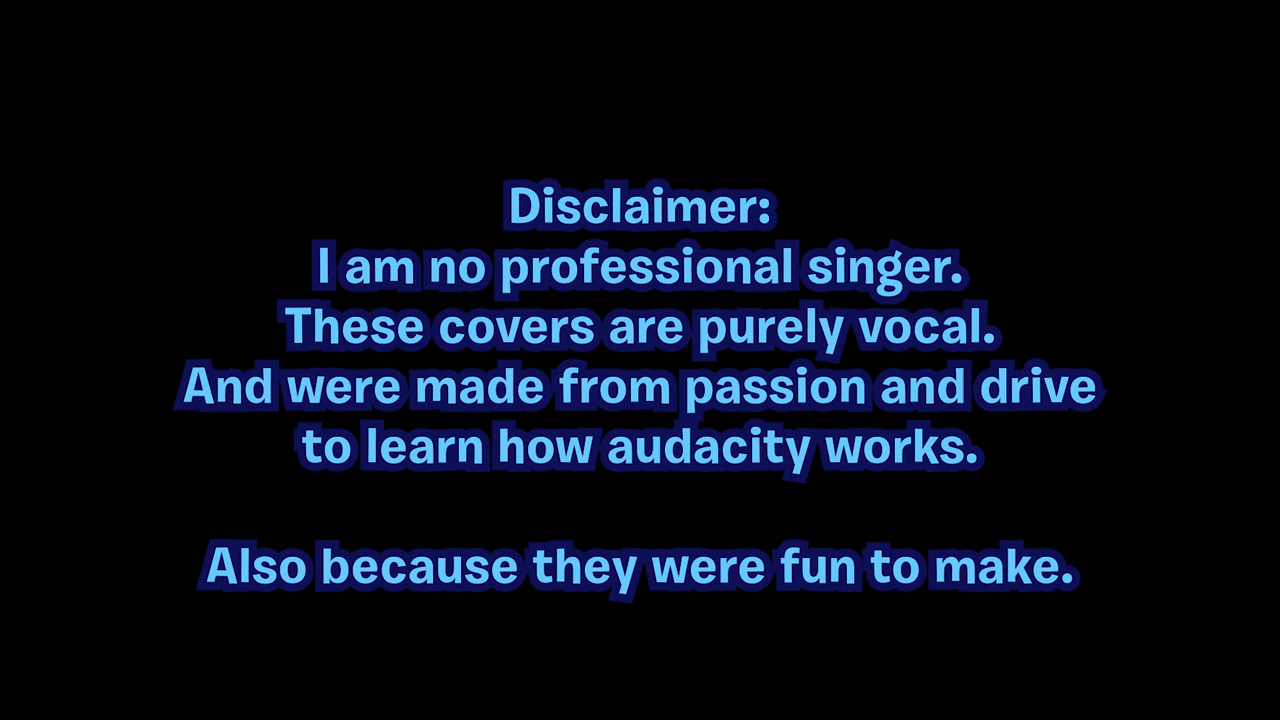 Disclaimer:
I am no professional singer.
These covers are purely vocal.
And were made from passion and drive
to learn how audacity works.
Also because they were fun to make.